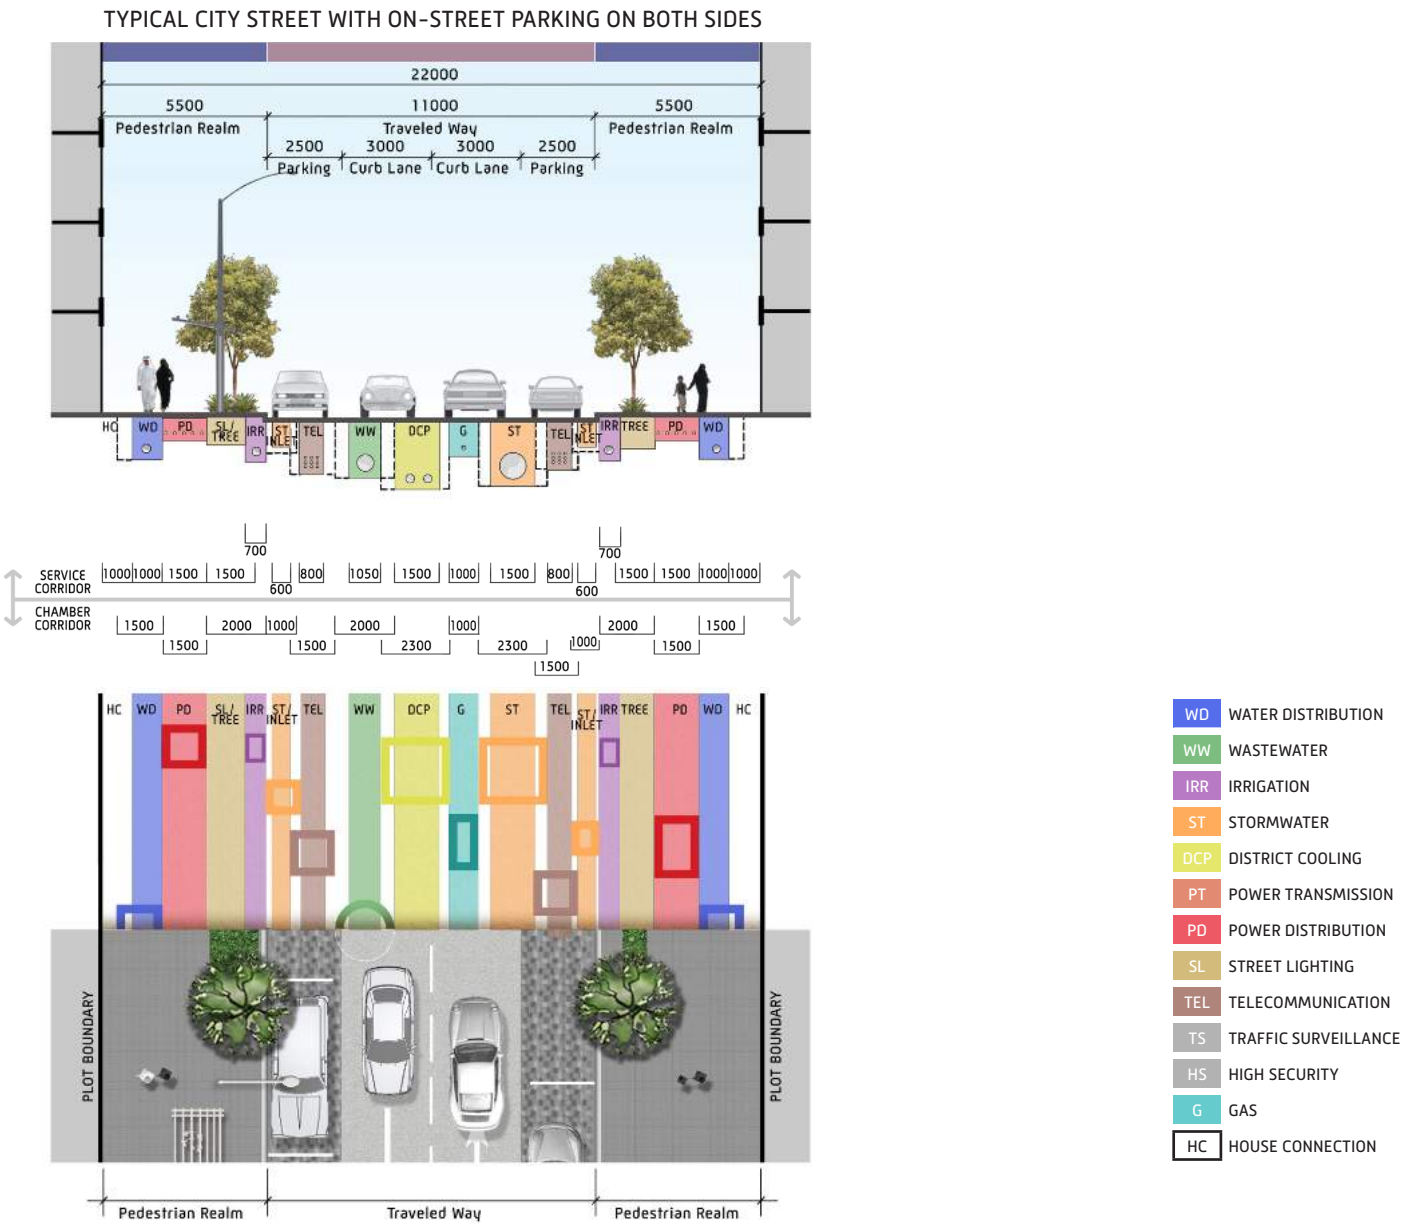 TYPICAL CITY STREET WITH ON-STREET PARKING ON BOTH SIDES
22000
5500 11000 5500
Pedestrian Realm Traveled Way Pedestrian Realm
2500 3000 3000 2500
Parking Curb Lane Curb Lane Parking
HC WD PD SL/ TREE IRR ST INLET TEL WW DCP G ST TEL ST INLET IRR TREE PD WD
700 700
SERVICE CORRIDOR 1000 1000 1500 1500 600 800 1050 1500 1000 1500 800 600 1500 1500 1000 1000
CHAMBER CORRIDOR 1500 2000 1000 2000 1000 1000 2000 1500
1500 1500 2300 2300 1500
1500
HC WD PD SL/ TREE IRR ST/ INLET TEL WW DCP G ST TEL ST/ INLET IRR TREE PD WD HC
PLOT BOUNDARY PLOT BOUNDARY
Pedestrian Realm Traveled Way Pedestrian Realm
WD WATER DISTRIBUTION
WW WASTEWATER
IRR IRRIGATION
ST STORMWATER
DCP DISTRICT COOLING
PT POWER TRANSMISSION
PD POWER DISTRIBUTION
SL STREET LIGHTING
TEL TELECOMMUNICATION
TS TRAFFIC SURVEILLANCE
HS HIGH SECURITY
G GAS
HC HOUSE CONNECTION